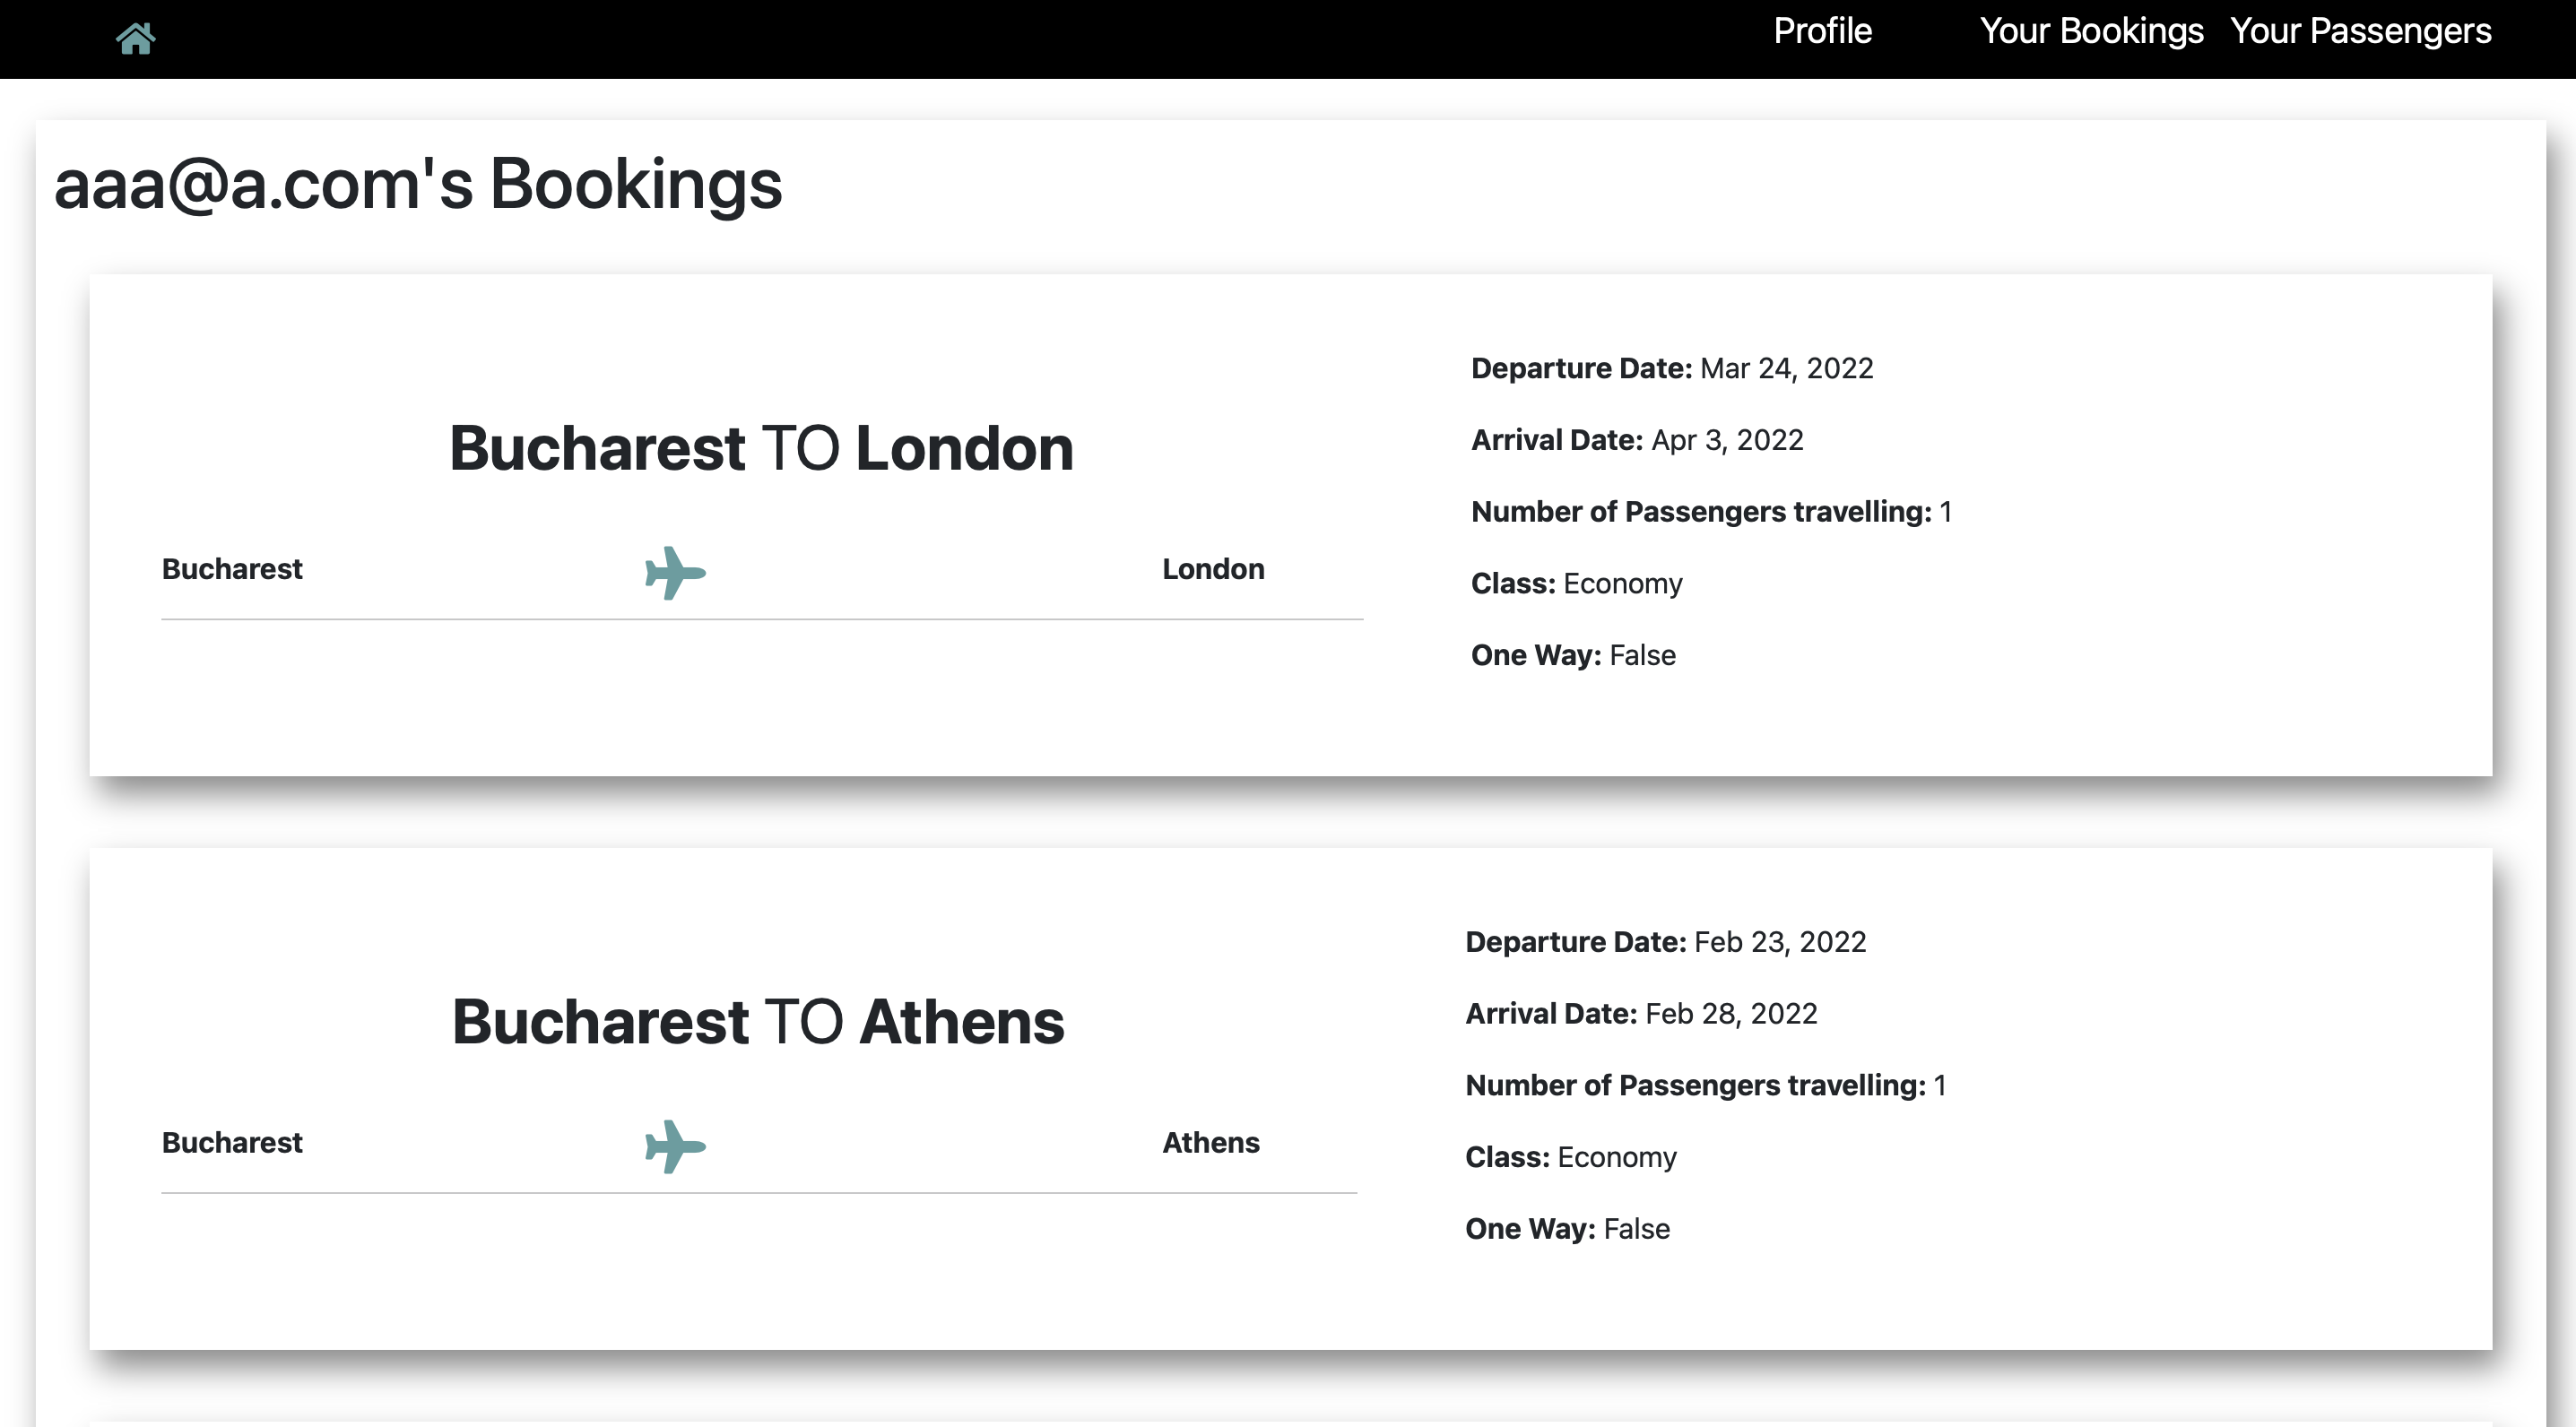 Profile Your Bookings Your Passengers
aaa@a.com's Bookings
Bucharest TO London
Bucharest London
Departure Date: Mar 24, 2022
Arrival Date: Apr 3, 2022
Number of Passengers travelling: 1
Class: Economy
One Way: False
Bucharest TO Athens
Bucharest Athens
Departure Date: Feb 23, 2022
Arrival Date: Feb 28, 2022
Number of Passengers travelling: 1
Class: Economy
One Way: False